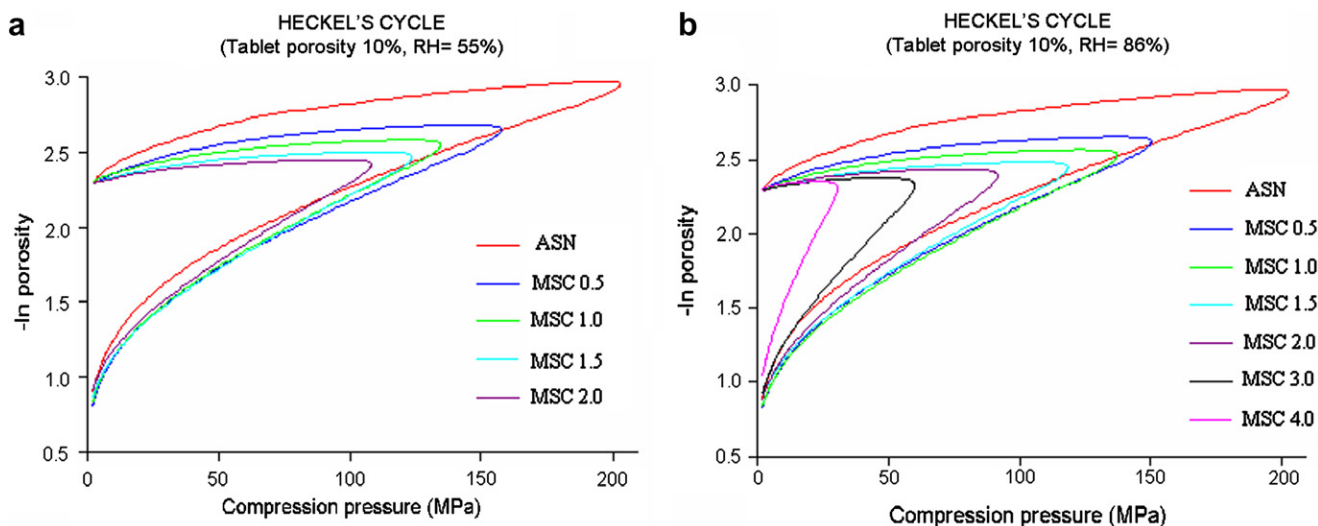 a
HECKEL'S CYCLE
(Tablet porosity 10%, RH= 55%)
3.0
2.5
2.0
1.5
1.0
0.5
-ln porosity
0
50
100
150
200
Compression pressure (MPa)
ASN
MSC 0.5
MSC 1.0
MSC 1.5
MSC 2.0
b
HECKEL'S CYCLE
(Tablet porosity 10%, RH= 86%)
3.0
2.5
2.0
1.5
1.0
0.5
-ln porosity
0
50
100
150
200
Compression pressure (MPa)
ASN
MSC 0.5
MSC 1.0
MSC 1.5
MSC 2.0
MSC 3.0
MSC 4.0